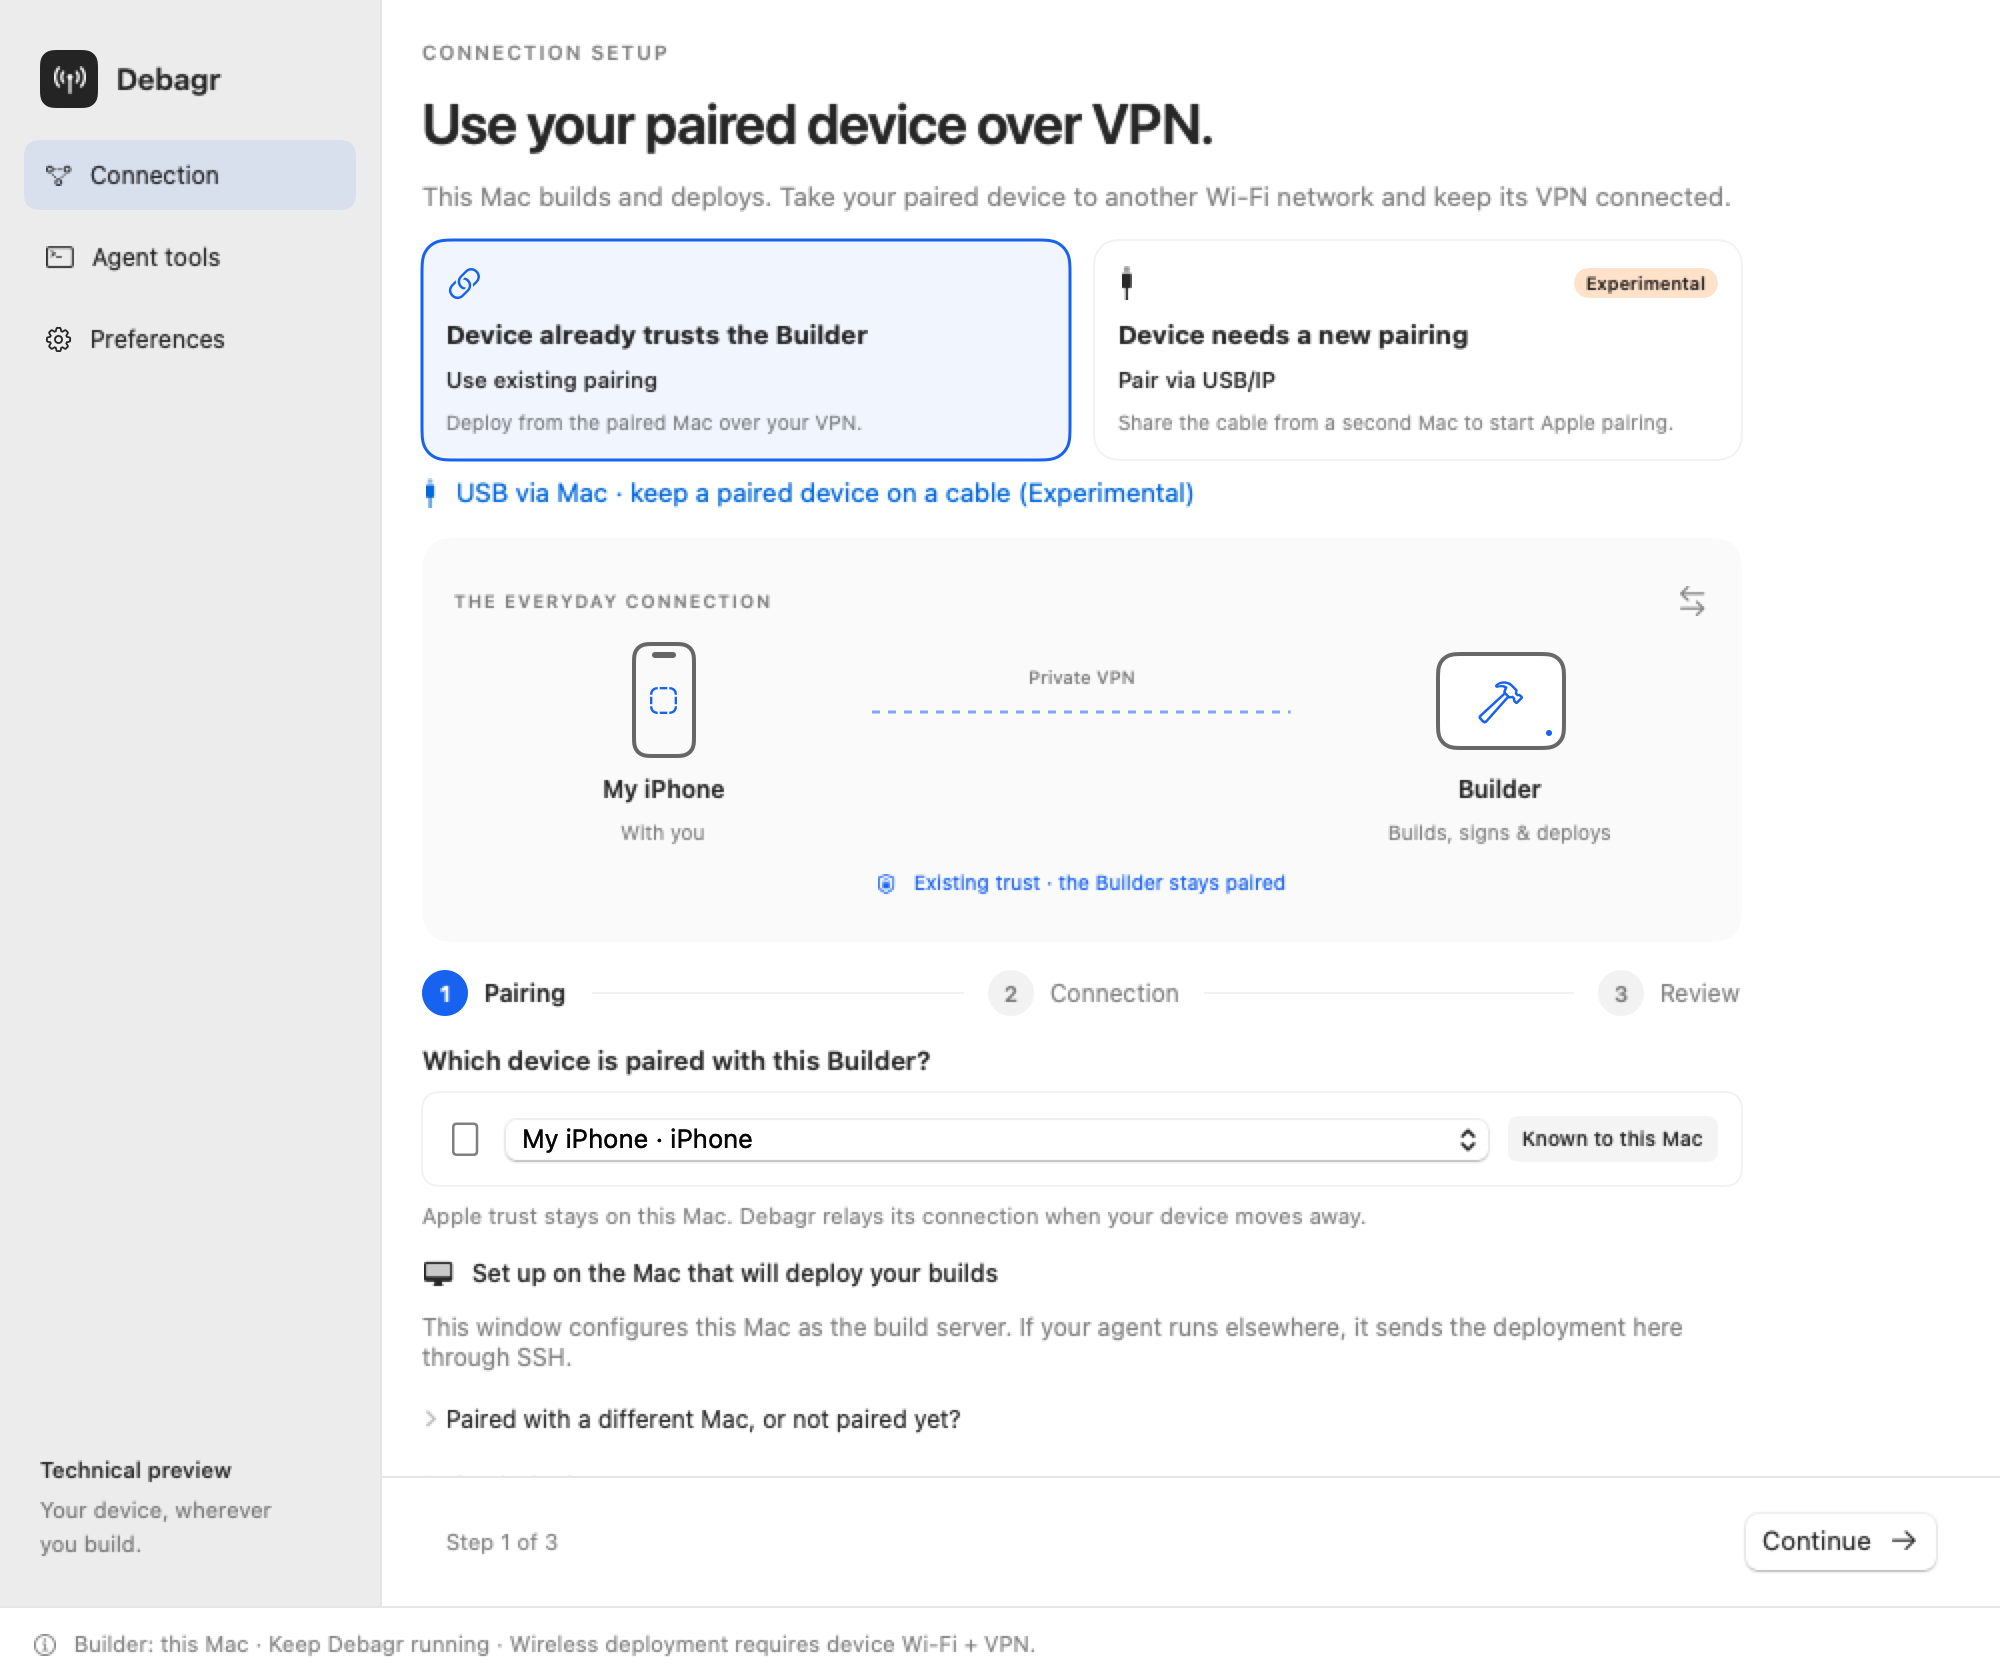 Debagr
Connection
Agent tools
Preferences
Technical preview
Your device, wherever
you build.
CONNECTION SETUP
Use your paired device over VPN.
This Mac builds and deploys. Take your paired device to another Wi-Fi network and keep its VPN connected.
Device already trusts the Builder
Use existing pairing
Deploy from the paired Mac over your VPN.
Experimental
Device needs a new pairing
Pair via USB/IP
Share the cable from a second Mac to start Apple pairing.
USB via Mac · keep a paired device on a cable (Experimental)
THE EVERYDAY CONNECTION
Private VPN
My iPhone
With you
Builder
Builds, signs & deploys
Existing trust · the Builder stays paired
1 Pairing
2 Connection
3 Review
Which device is paired with this Builder?
My iPhone · iPhone
Known to this Mac
Apple trust stays on this Mac. Debagr relays its connection when your device moves away.
Set up on the Mac that will deploy your builds
This window configures this Mac as the build server. If your agent runs elsewhere, it sends the deployment here
through SSH.
Paired with a different Mac, or not paired yet?
Step 1 of 3
Continue →
Builder: this Mac · Keep Debagr running · Wireless deployment requires device Wi-Fi + VPN.